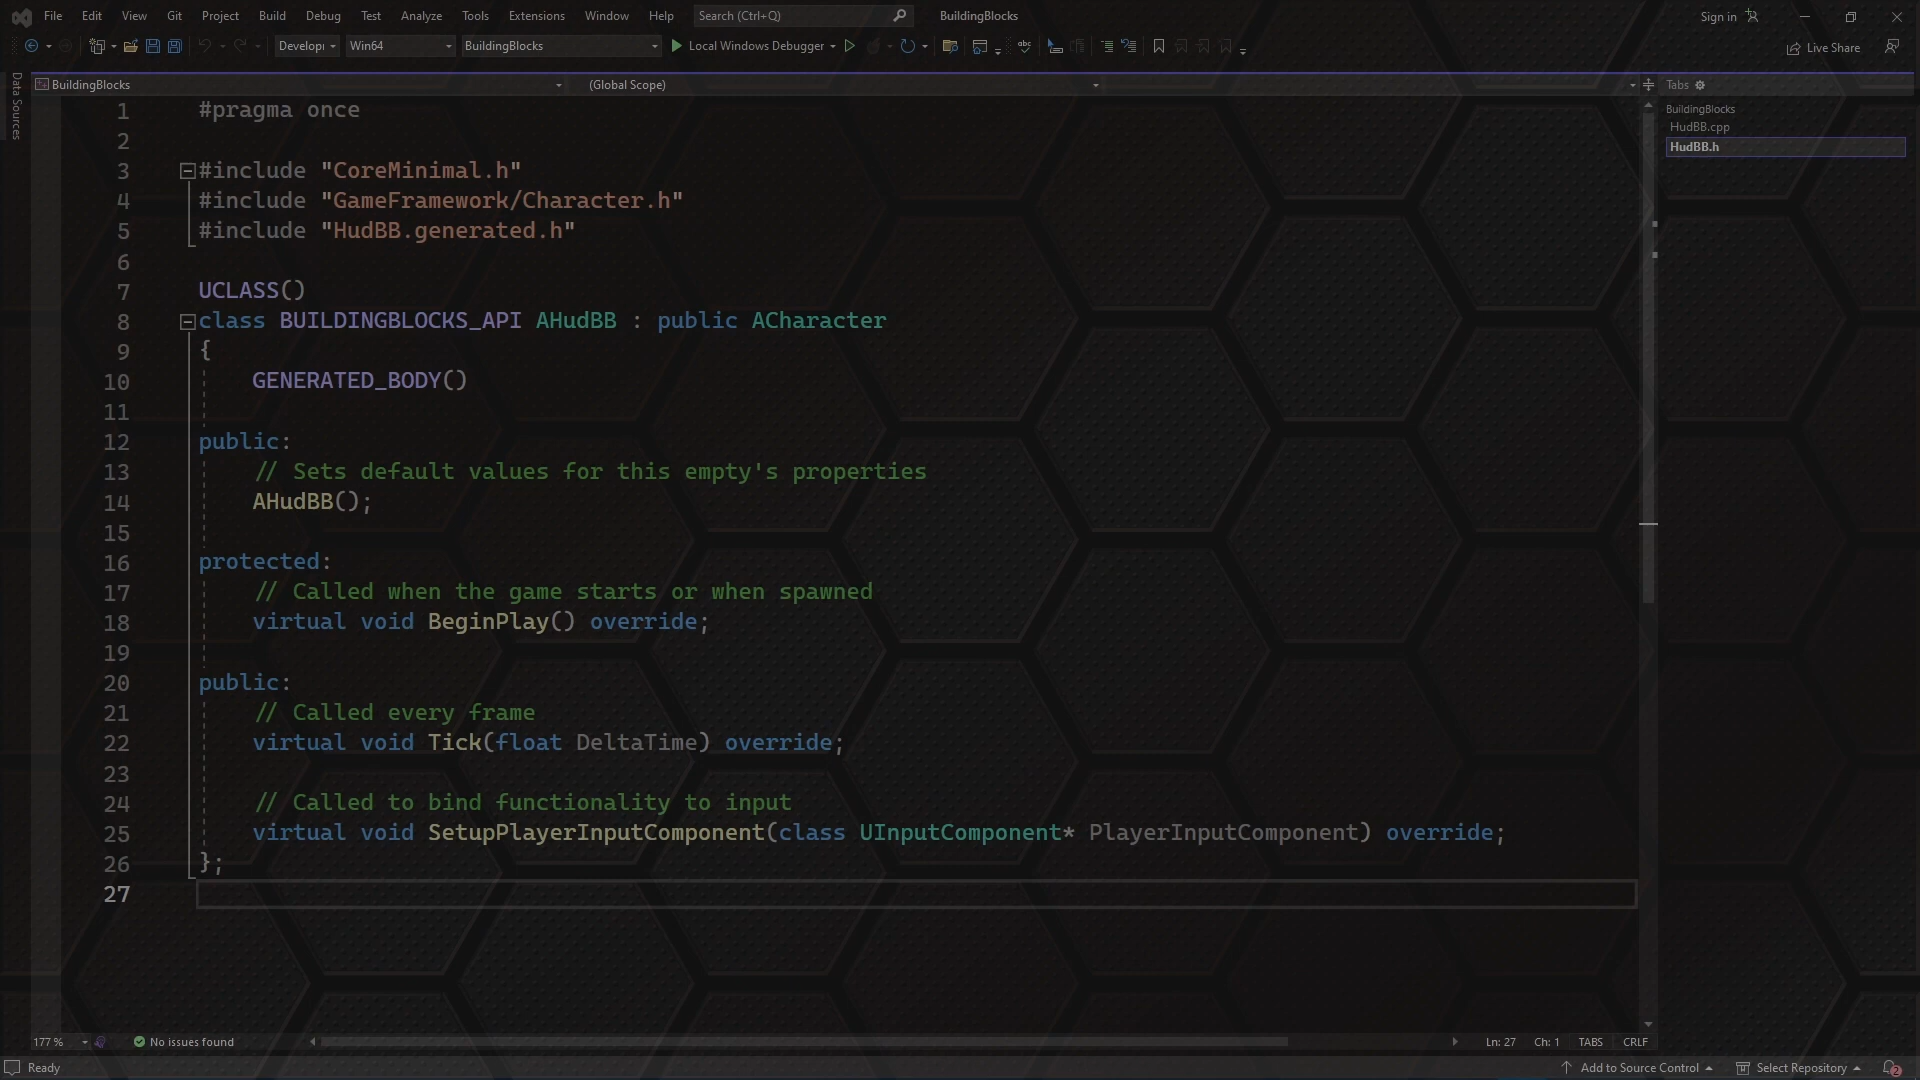 File Edit View Git Project Build Debug Test Analyze Tools Extensions Window Help Search (Ctrl+Q) BuildingBlocks Sign in
Develop Win64 BuildingBlocks Local Windows Debugger Live Share
Data Sources
BuildingBlocks (Global Scope) Tabs
BuildingBlocks
HudBB.cpp
HudBB.h
1 #pragma once
2
3 #include "CoreMinimal.h"
4 #include "GameFramework/Character.h"
5 #include "HudBB.generated.h"
6
7 UCLASS()
8 class BUILDINGBLOCKS_API AHudBB : public ACharacter
9 {
10 GENERATED_BODY()
11
12 public:
13 // Sets default values for this empty's properties
14 AHudBB();
15
16 protected:
17 // Called when the game starts or when spawned
18 virtual void BeginPlay() override;
19
20 public:
21 // Called every frame
22 virtual void Tick(float DeltaTime) override;
23
24 // Called to bind functionality to input
25 virtual void SetupPlayerInputComponent(class UInputComponent* PlayerInputComponent) override;
26 };
27
177 % No issues found Ln: 27 Ch: 1 TABS CRLF
Ready Add to Source Control Select Repository 2